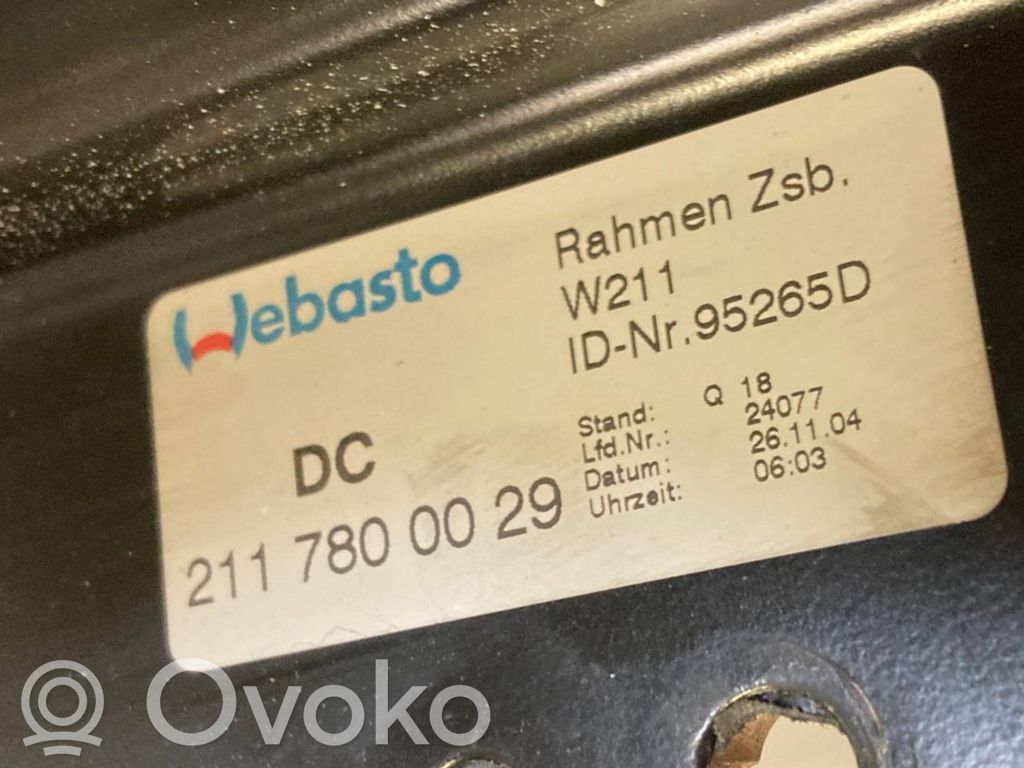 Webasto
Rahmen Zsb.
W211
ID-Nr.95265D
DC
211 780 00 29
Stand: Q 18
Lfd.Nr.: 24077
Datum: 26.11.04
Uhrzeit: 06:03
Ovoko